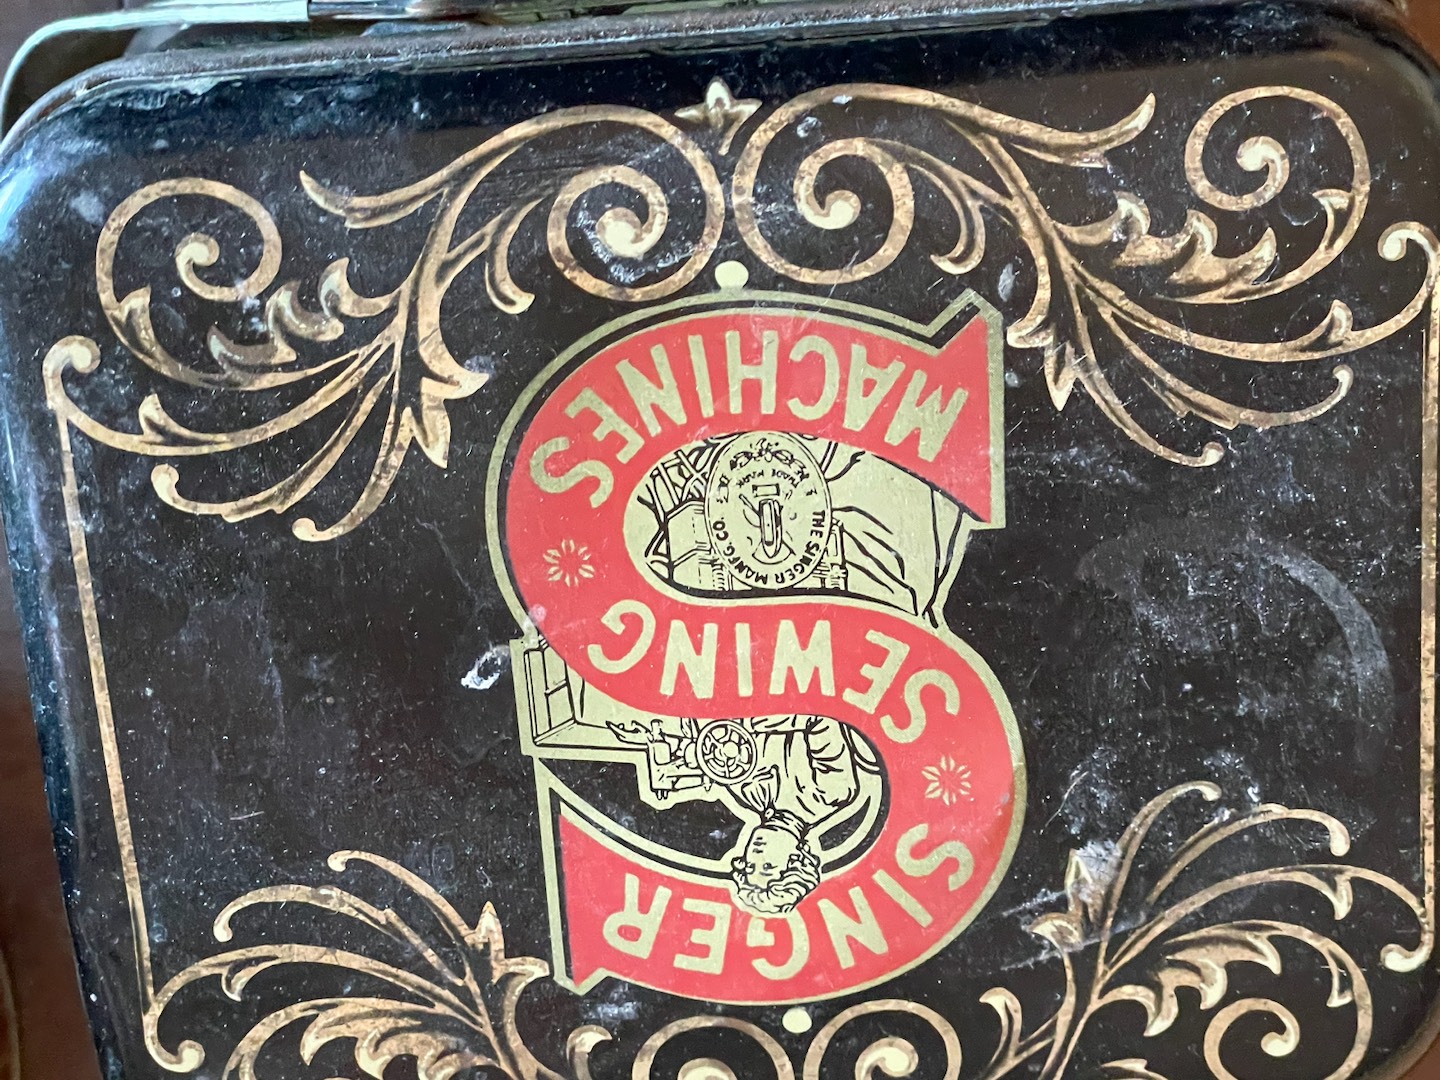 SINGER
SEWING
MACHINES
THE SINGER MANFG. CO.
TRADE MARK